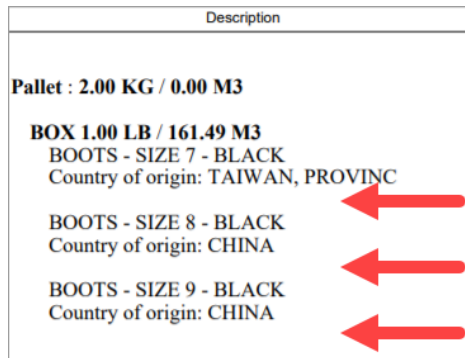 Description
Pallet : 2.00 KG / 0.00 M3
BOX 1.00 LB / 161.49 M3
BOOTS - SIZE 7 - BLACK
Country of origin: TAIWAN, PROVINC
BOOTS - SIZE 8 - BLACK
Country of origin: CHINA
BOOTS - SIZE 9 - BLACK
Country of origin: CHINA